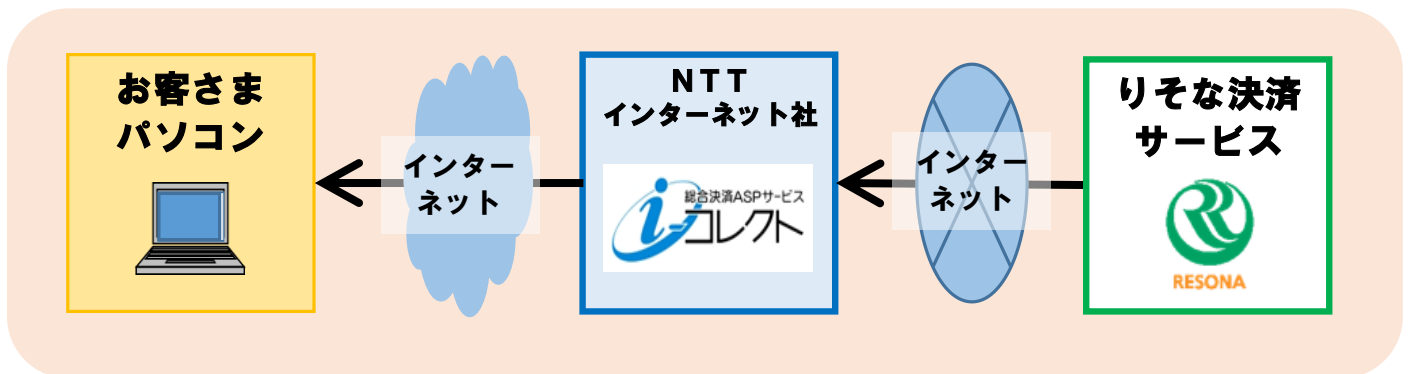 お客さま
パソコン
インター
ネット
NTT
インターネット社
総合決済ASPサービス
i-コレクト
インター
ネット
りそな決済
サービス
RESONA